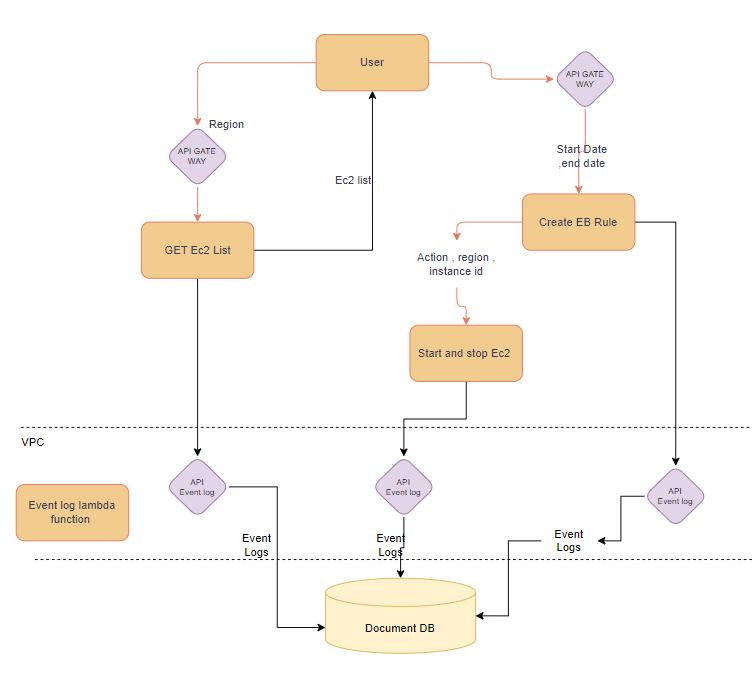 User
API GATE
WAY
Region
API GATE
WAY
Start Date
,end date
Ec2 list
GET Ec2 List
Create EB Rule
Action , region ,
instance id
Start and stop Ec2
VPC
API
Event log
API
Event log
API
Event log
Event log lambda
function
Event
Logs
Event
Logs
Event
Logs
Document DB